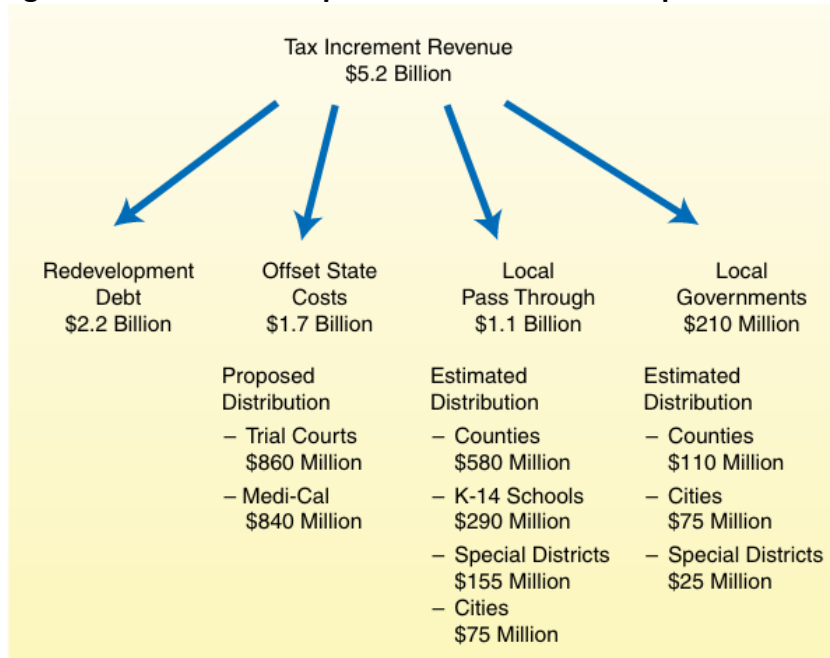 Tax Increment Revenue
$5.2 Billion
Redevelopment
Debt
$2.2 Billion
Offset State
Costs
$1.7 Billion
Proposed
Distribution
– Trial Courts
$860 Million
– Medi-Cal
$840 Million
Local
Pass Through
$1.1 Billion
Estimated
Distribution
– Counties
$580 Million
– K-14 Schools
$290 Million
– Special Districts
$155 Million
– Cities
$75 Million
Local
Governments
$210 Million
Estimated
Distribution
– Counties
$110 Million
– Cities
$75 Million
– Special Districts
$25 Million